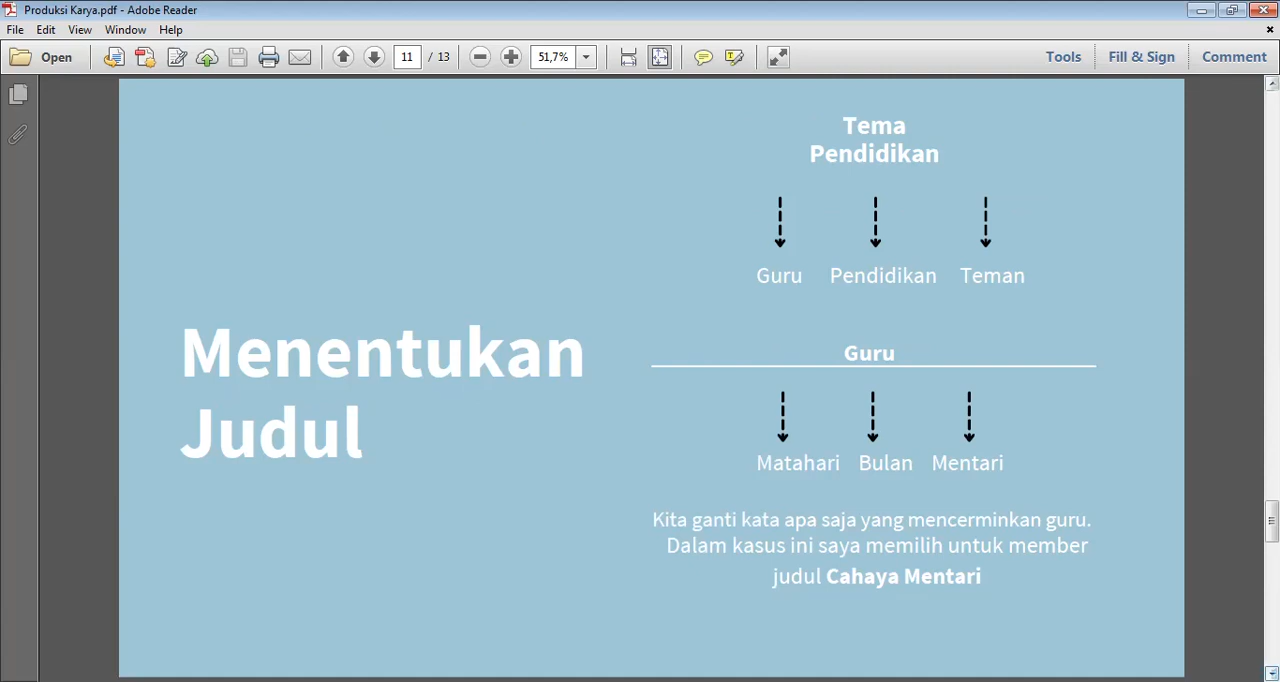 Produksi Karya.pdf - Adobe Reader
File Edit View Window Help
Open 11 / 13 51,7% Tools Fill & Sign Comment
Tema
Pendidikan
Guru Pendidikan Teman
Menentukan
Judul
Guru
Matahari Bulan Mentari
Kita ganti kata apa saja yang mencerminkan guru.
Dalam kasus ini saya memilih untuk member
judul Cahaya Mentari